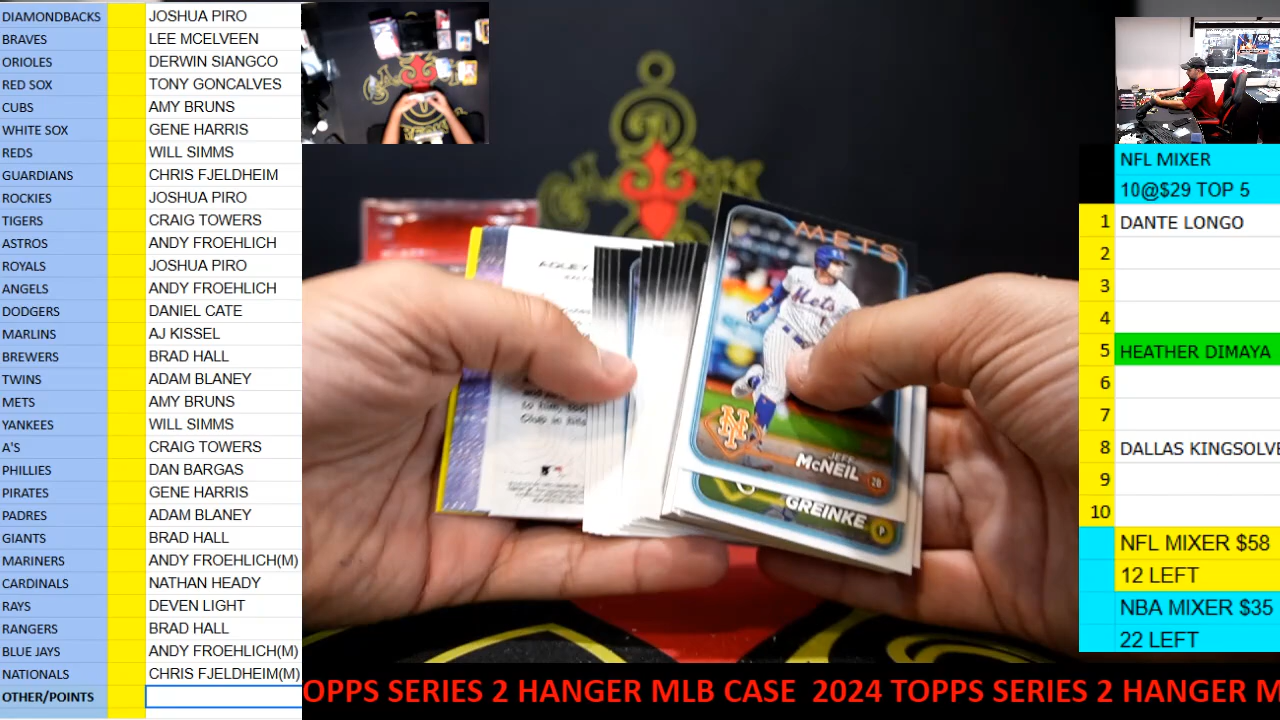 DIAMONDBACKS JOSHUA PIRO
BRAVES LEE MCELVEEN
ORIOLES DERWIN SIANGCO
RED SOX TONY GONCALVES
CUBS AMY BRUNS
WHITE SOX GENE HARRIS
REDS WILL SIMMS
GUARDIANS CHRIS FJELDHEIM
ROCKIES JOSHUA PIRO
TIGERS CRAIG TOWERS
ASTROS ANDY FROEHLICH
ROYALS JOSHUA PIRO
ANGELS ANDY FROEHLICH
DODGERS DANIEL CATE
MARLINS AJ KISSEL
BREWERS BRAD HALL
TWINS ADAM BLANEY
METS AMY BRUNS
YANKEES WILL SIMMS
A'S CRAIG TOWERS
PHILLIES DAN BARGAS
PIRATES GENE HARRIS
PADRES ADAM BLANEY
GIANTS BRAD HALL
MARINERS ANDY FROEHLICH(M)
CARDINALS NATHAN HEADY
RAYS DEVEN LIGHT
RANGERS BRAD HALL
BLUE JAYS ANDY FROEHLICH(M)
NATIONALS CHRIS FJELDHEIM(M)
OTHER/POINTS
METS
Mets
JEFF
McNEIL 2B
GREINKE P
NFL MIXER
10@$29 TOP 5
1 DANTE LONGO
2
3
4
5 HEATHER DIMAYA
6
7
8 DALLAS KINGSOLVE
9
10
NFL MIXER $58
12 LEFT
NBA MIXER $35
22 LEFT
OPPS SERIES 2 HANGER MLB CASE 2024 TOPPS SERIES 2 HANGER M